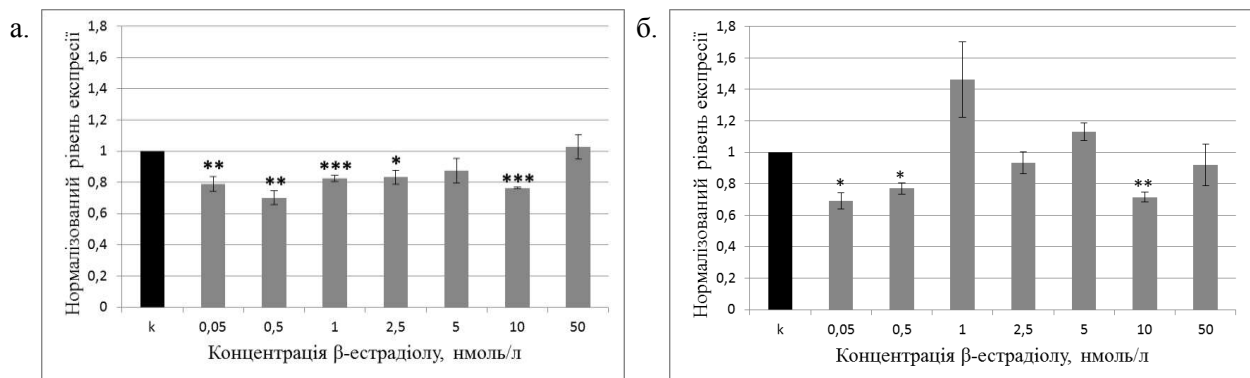 а.
Нормалізований рівень експресії
1,8
1,6
1,4
1,2
1
0,8
0,6
0,4
0,2
0
** ** *** * ***
k 0,05 0,5 1 2,5 5 10 50
Концентрація β-естрадіолу, нмоль/л
б.
Нормалізований рівень експресії
1,8
1,6
1,4
1,2
1
0,8
0,6
0,4
0,2
0
* * **
k 0,05 0,5 1 2,5 5 10 50
Концентрація β-естрадіолу, нмоль/л